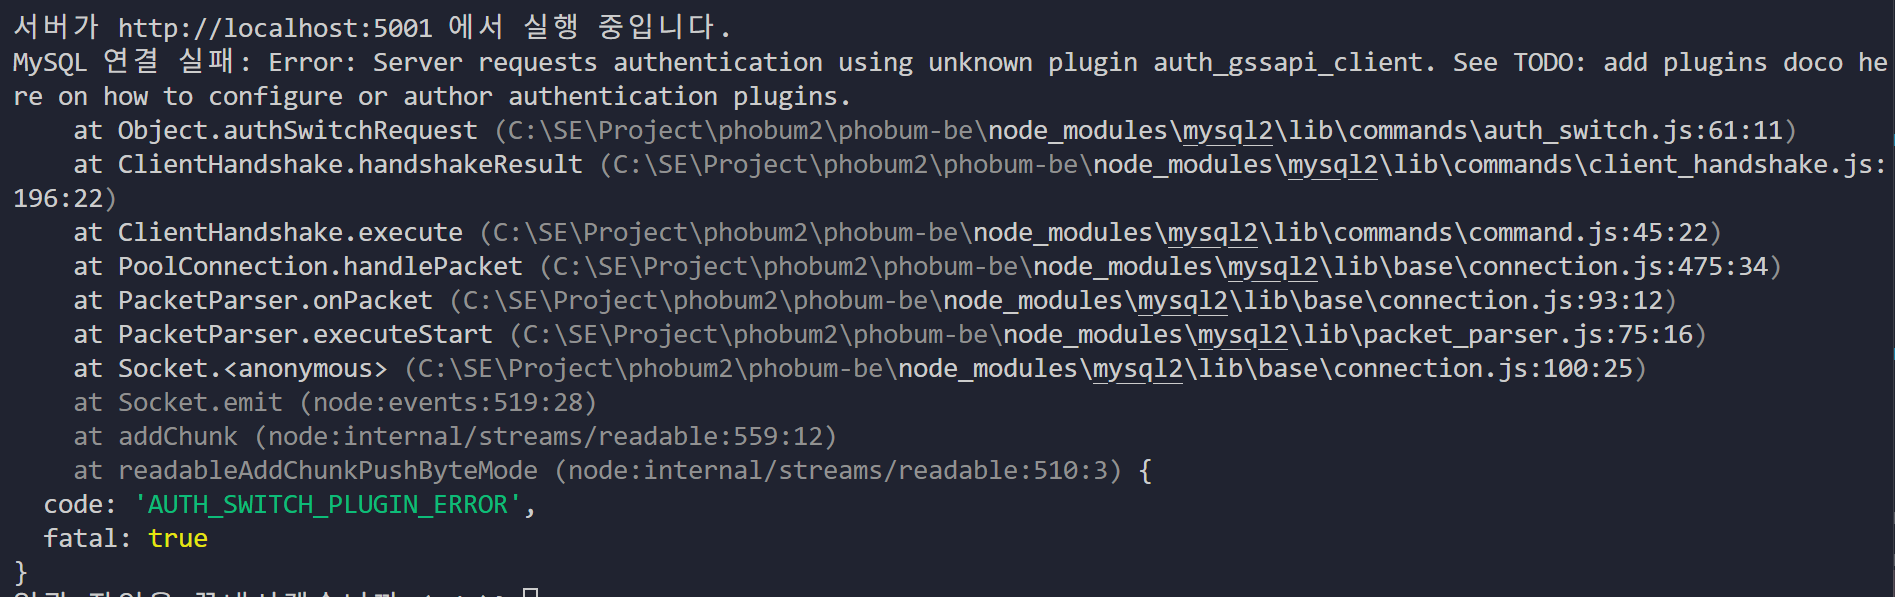 서버가 http://localhost:5001 에서 실행 중입니다.
MySQL 연결 실패: Error: Server requests authentication using unknown plugin auth_gssapi_client. See TODO: add plugins doco he
re on how to configure or author authentication plugins.
    at Object.authSwitchRequest (C:\SE\Project\phobum2\phobum-be\node_modules\mysql2\lib\commands\auth_switch.js:61:11)
    at ClientHandshake.handshakeResult (C:\SE\Project\phobum2\phobum-be\node_modules\mysql2\lib\commands\client_handshake.js:
196:22)
    at ClientHandshake.execute (C:\SE\Project\phobum2\phobum-be\node_modules\mysql2\lib\commands\command.js:45:22)
    at PoolConnection.handlePacket (C:\SE\Project\phobum2\phobum-be\node_modules\mysql2\lib\base\connection.js:475:34)
    at PacketParser.onPacket (C:\SE\Project\phobum2\phobum-be\node_modules\mysql2\lib\base\connection.js:93:12)
    at PacketParser.executeStart (C:\SE\Project\phobum2\phobum-be\node_modules\mysql2\lib\packet_parser.js:75:16)
    at Socket.<anonymous> (C:\SE\Project\phobum2\phobum-be\node_modules\mysql2\lib\base\connection.js:100:25)
    at Socket.emit (node:events:519:28)
    at addChunk (node:internal/streams/readable:559:12)
    at readableAddChunkPushByteMode (node:internal/streams/readable:510:3) {
  code: 'AUTH_SWITCH_PLUGIN_ERROR',
  fatal: true
}